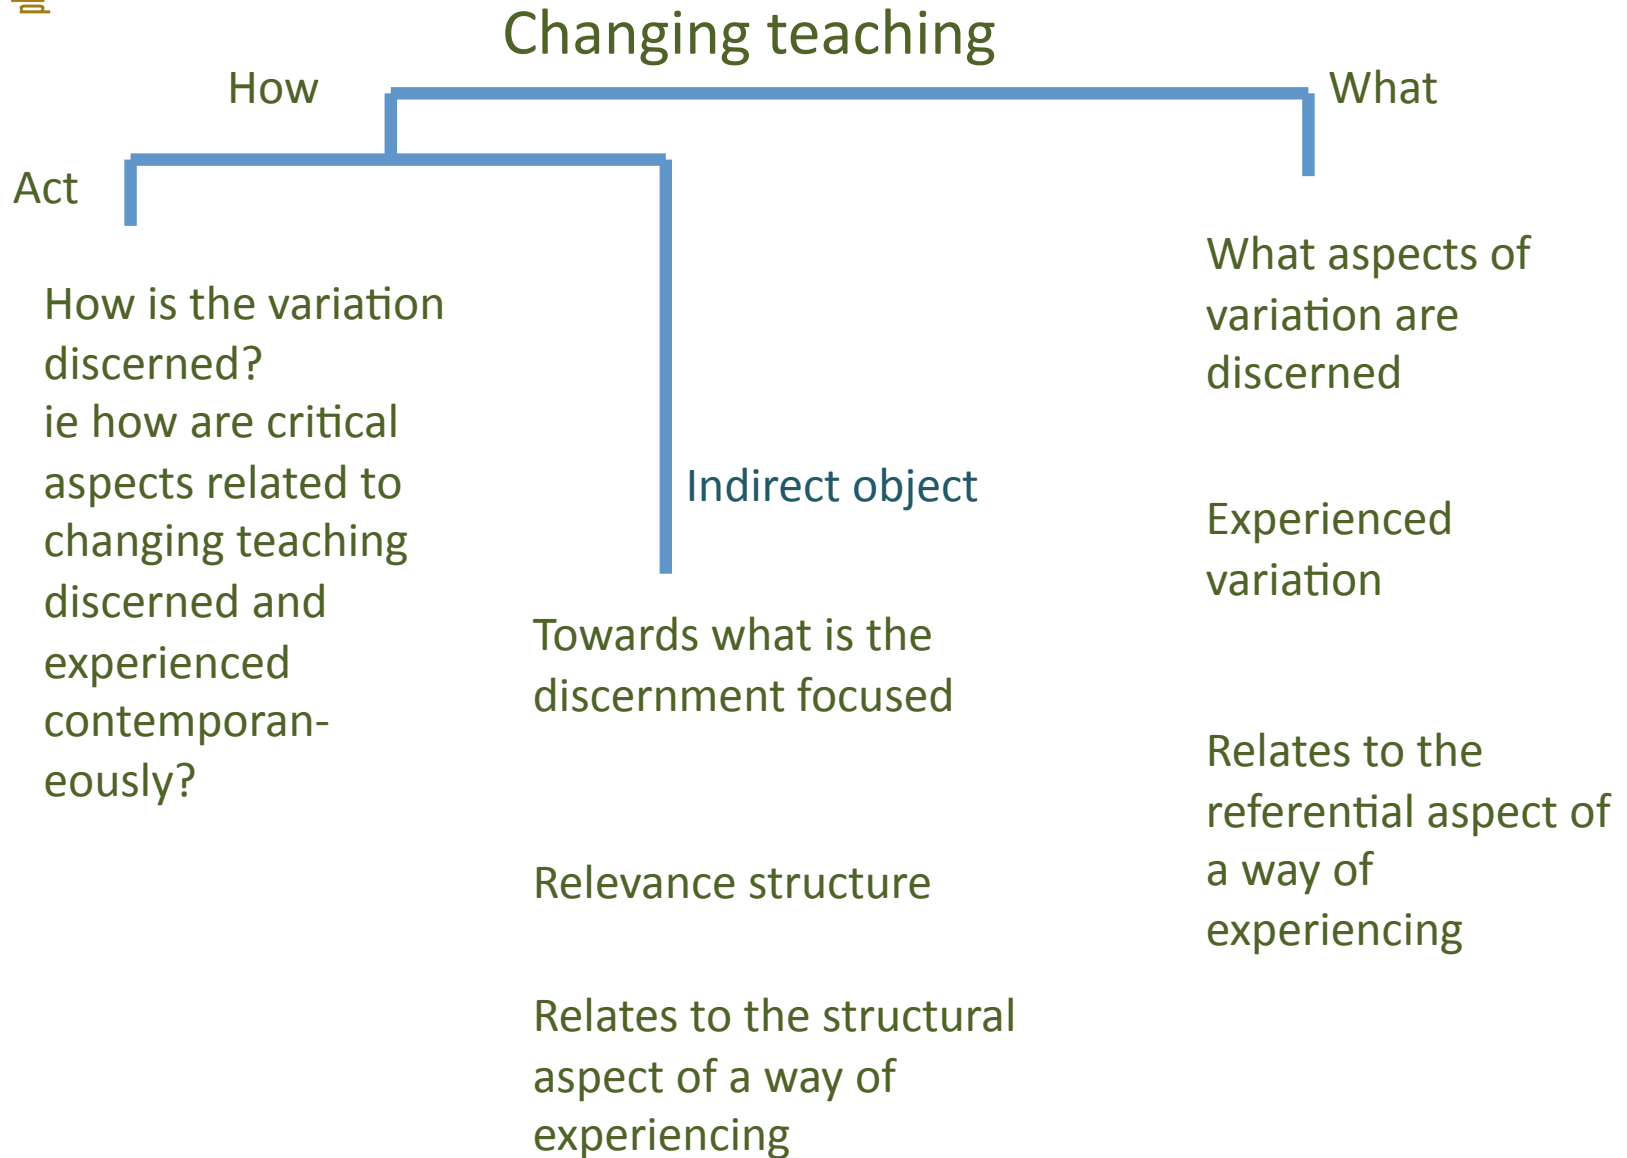 Changing teaching
How
What
Act
How is the variation
discerned?
ie how are critical
aspects related to
changing teaching
discerned and
experienced
contemporan-
eously?
Indirect object
Towards what is the
discernment focused
Relevance structure
Relates to the structural
aspect of a way of
experiencing
What aspects of
variation are
discerned
Experienced
variation
Relates to the
referential aspect of
a way of
experiencing